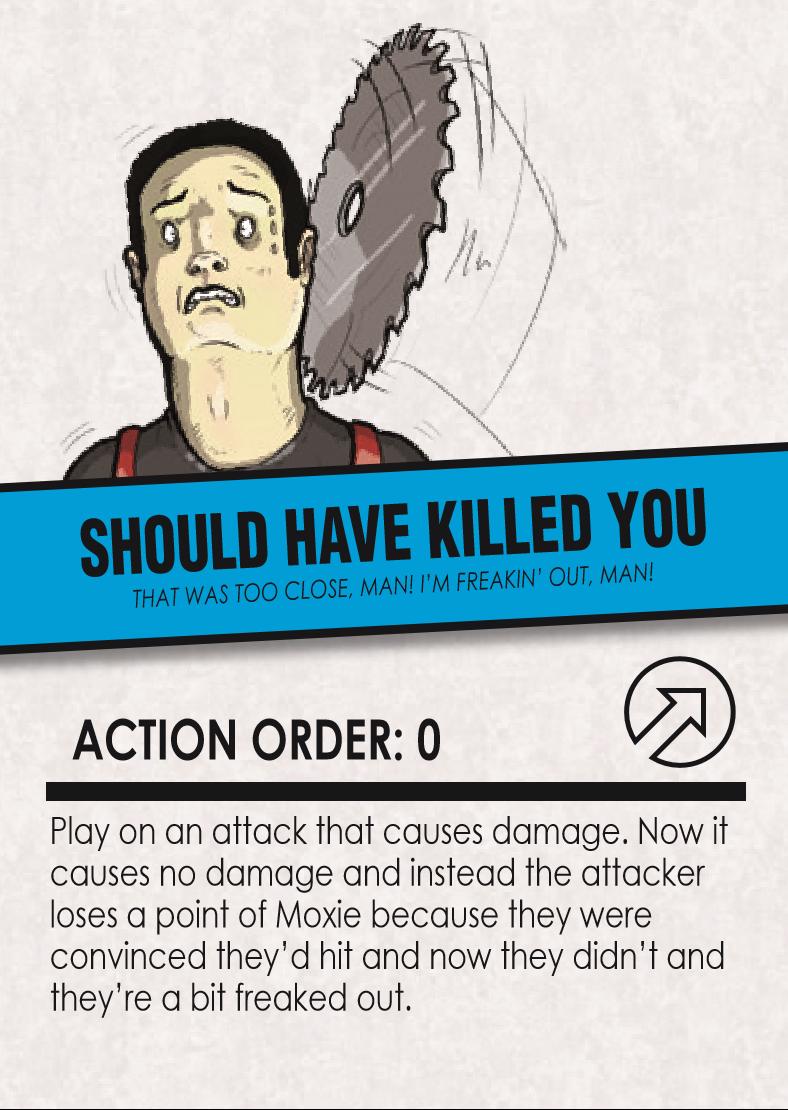 SHOULD HAVE KILLED YOU
THAT WAS TOO CLOSE, MAN! I'M FREAKIN' OUT, MAN!
ACTION ORDER: 0
Play on an attack that causes damage. Now it
causes no damage and instead the attacker
loses a point of Moxie because they were
convinced they'd hit and now they didn't and
they're a bit freaked out.